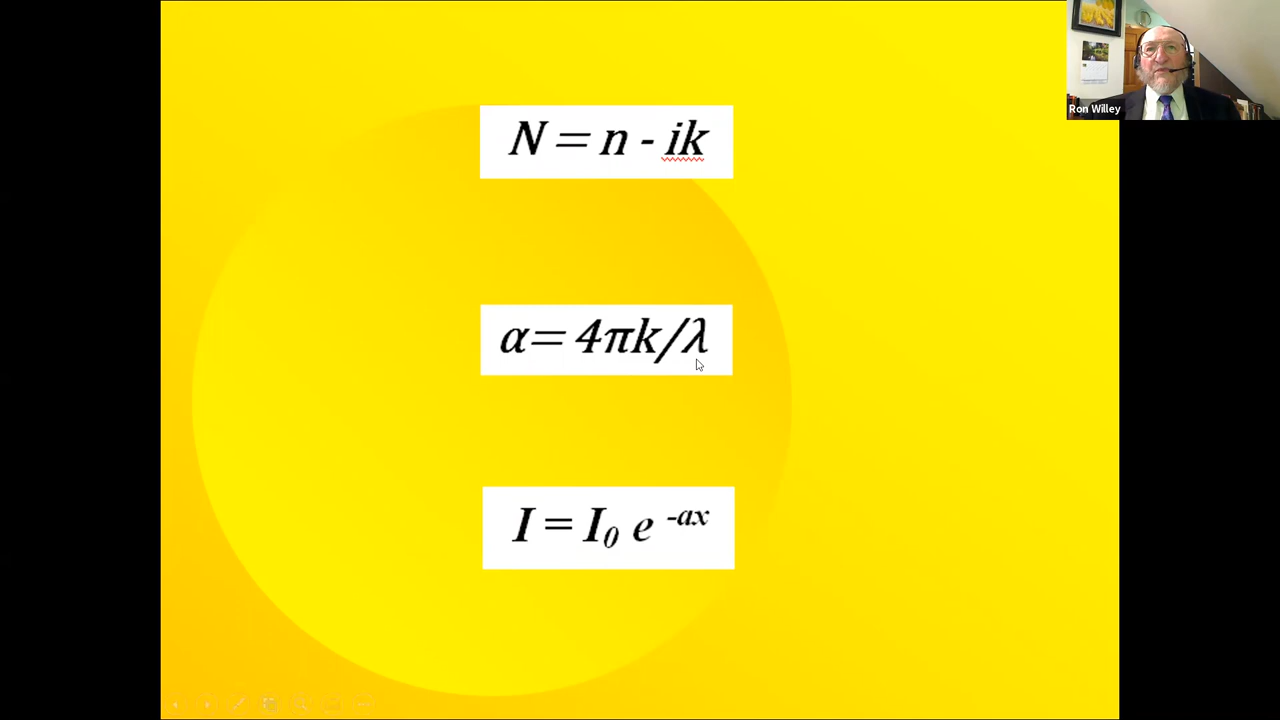 N = n - ik
Ron Willey
α= 4πk/λ
I = I₀ e ⁻ᵃˣ